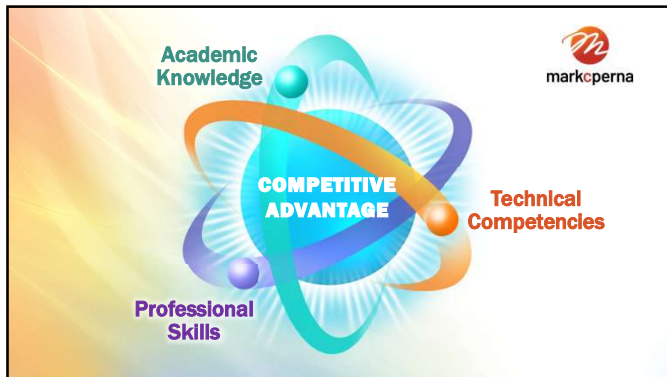 Academic
Knowledge
markcperna
COMPETITIVE
ADVANTAGE
Technical
Competencies
Professional
Skills